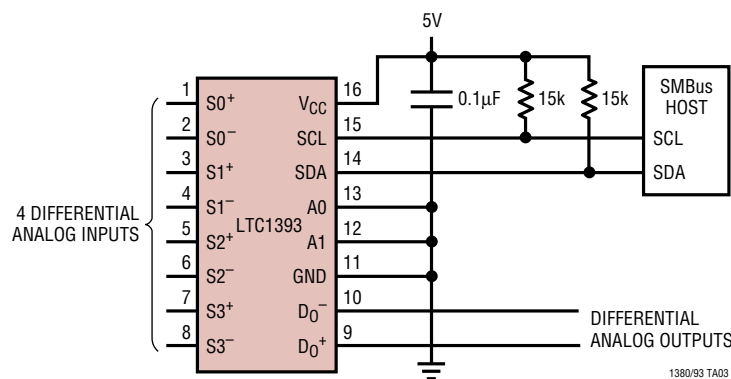 5V
1
S0+
2
S0−
3
S1+
4
S1−
5
S2+
6
S2−
7
S3+
8
S3−
4 DIFFERENTIAL
ANALOG INPUTS
LTC1393
16
VCC
15
SCL
14
SDA
13
A0
12
A1
11
GND
10
DO−
9
DO+
0.1µF
15k
15k
SMBus
HOST
SCL
SDA
DIFFERENTIAL
ANALOG OUTPUTS
1380/93 TA03